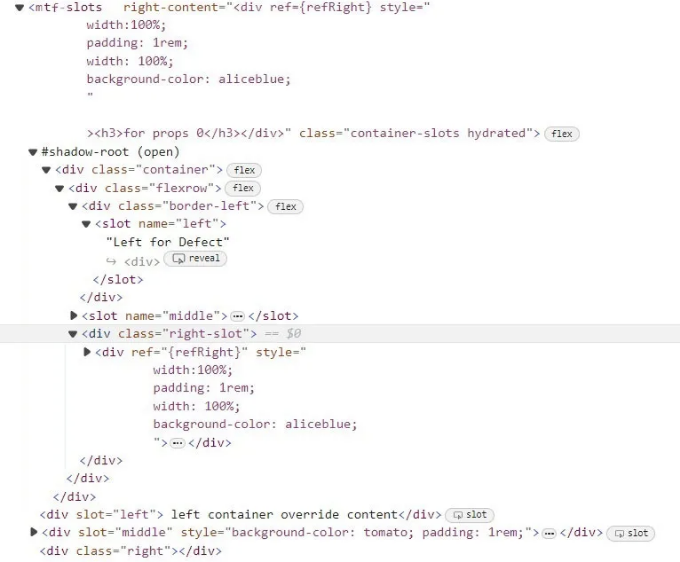 ▼<mtf-slots right-content="<div ref={refRight} style="
width:100%;
padding: 1rem;
width: 100%;
background-color: aliceblue;
"
><h3>for props 0</h3></div>" class="container-slots hydrated"> flex
▼#shadow-root (open)
▼<div class="container"> flex
▼<div class="flexrow"> flex
▼<div class="border-left"> flex
▼<slot name="left">
"Left for Defect"
↪ <div> reveal
</slot>
</div>
▶<slot name="middle">⋯</slot>
▼<div class="right-slot"> == $0
▶<div ref="{refRight}" style="
width:100%;
padding: 1rem;
width: 100%;
background-color: aliceblue;
">⋯</div>
</div>
</div>
</div>
<div slot="left"> left container override content</div> slot
▶<div slot="middle" style="background-color: tomato; padding: 1rem;">⋯</div> slot
<div class="right"></div>